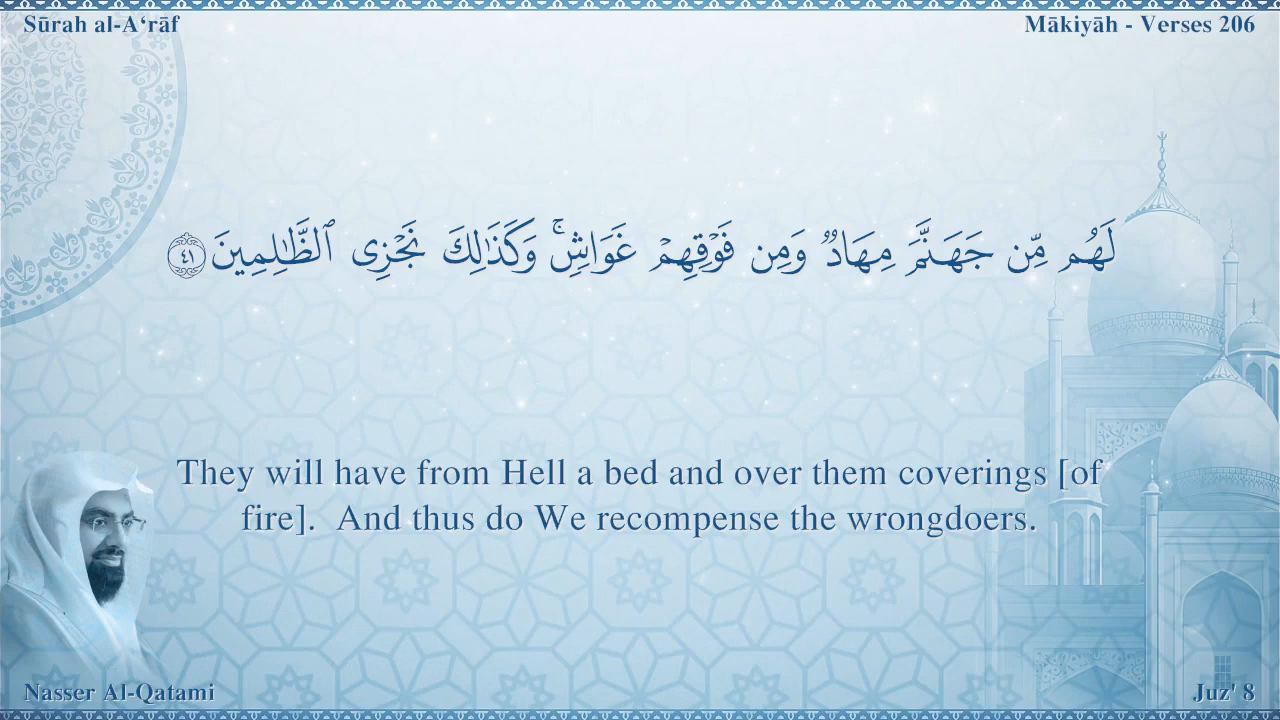 Sūrah al-A‘rāf
Mākiyāh - Verses 206
لَهُم مِّن جَهَنَّمَ مِهَادٌ وَمِن فَوْقِهِمْ غَوَاشٍ ۚ وَكَذَٰلِكَ نَجْزِى ٱلظَّـٰلِمِينَ ٤١
They will have from Hell a bed and over them coverings [of
fire].  And thus do We recompense the wrongdoers.
Nasser Al-Qatami
Juz' 8